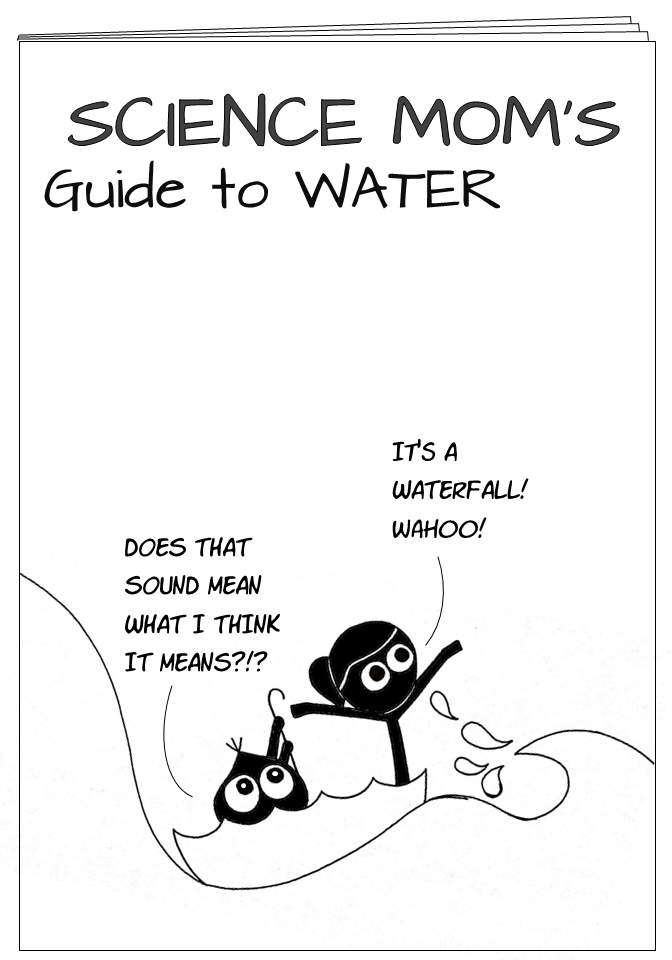 SCIENCE MOM'S
Guide to WATER
IT'S A
WATERFALL!
WAHOO!
DOES THAT
SOUND MEAN
WHAT I THINK
IT MEANS?!?